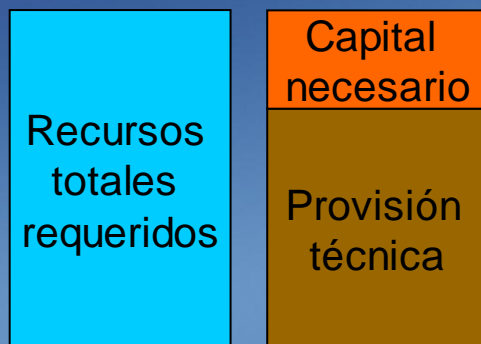 Recursos
totales
requeridos
Capital
necesario
Provisión
técnica